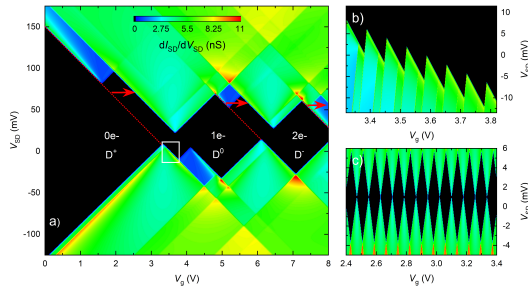 0 2.75 5.5 8.25 11
dI_SD/dV_SD (nS)
150
100
50
0
-50
-100
V_SD (mV)
0e- 1e- 2e-
D⁺ D⁰ D⁻
a)
0 1 2 3 4 5 6 7 8
V_g (V)
b)
10
5
0
-5
-10
V_SD (mV)
3.4 3.5 3.6 3.7 3.8
V_g (V)
c)
6
4
2
0
-2
-4
V_SD (mV)
2.4 2.6 2.8 3.0 3.2 3.4
V_g (V)